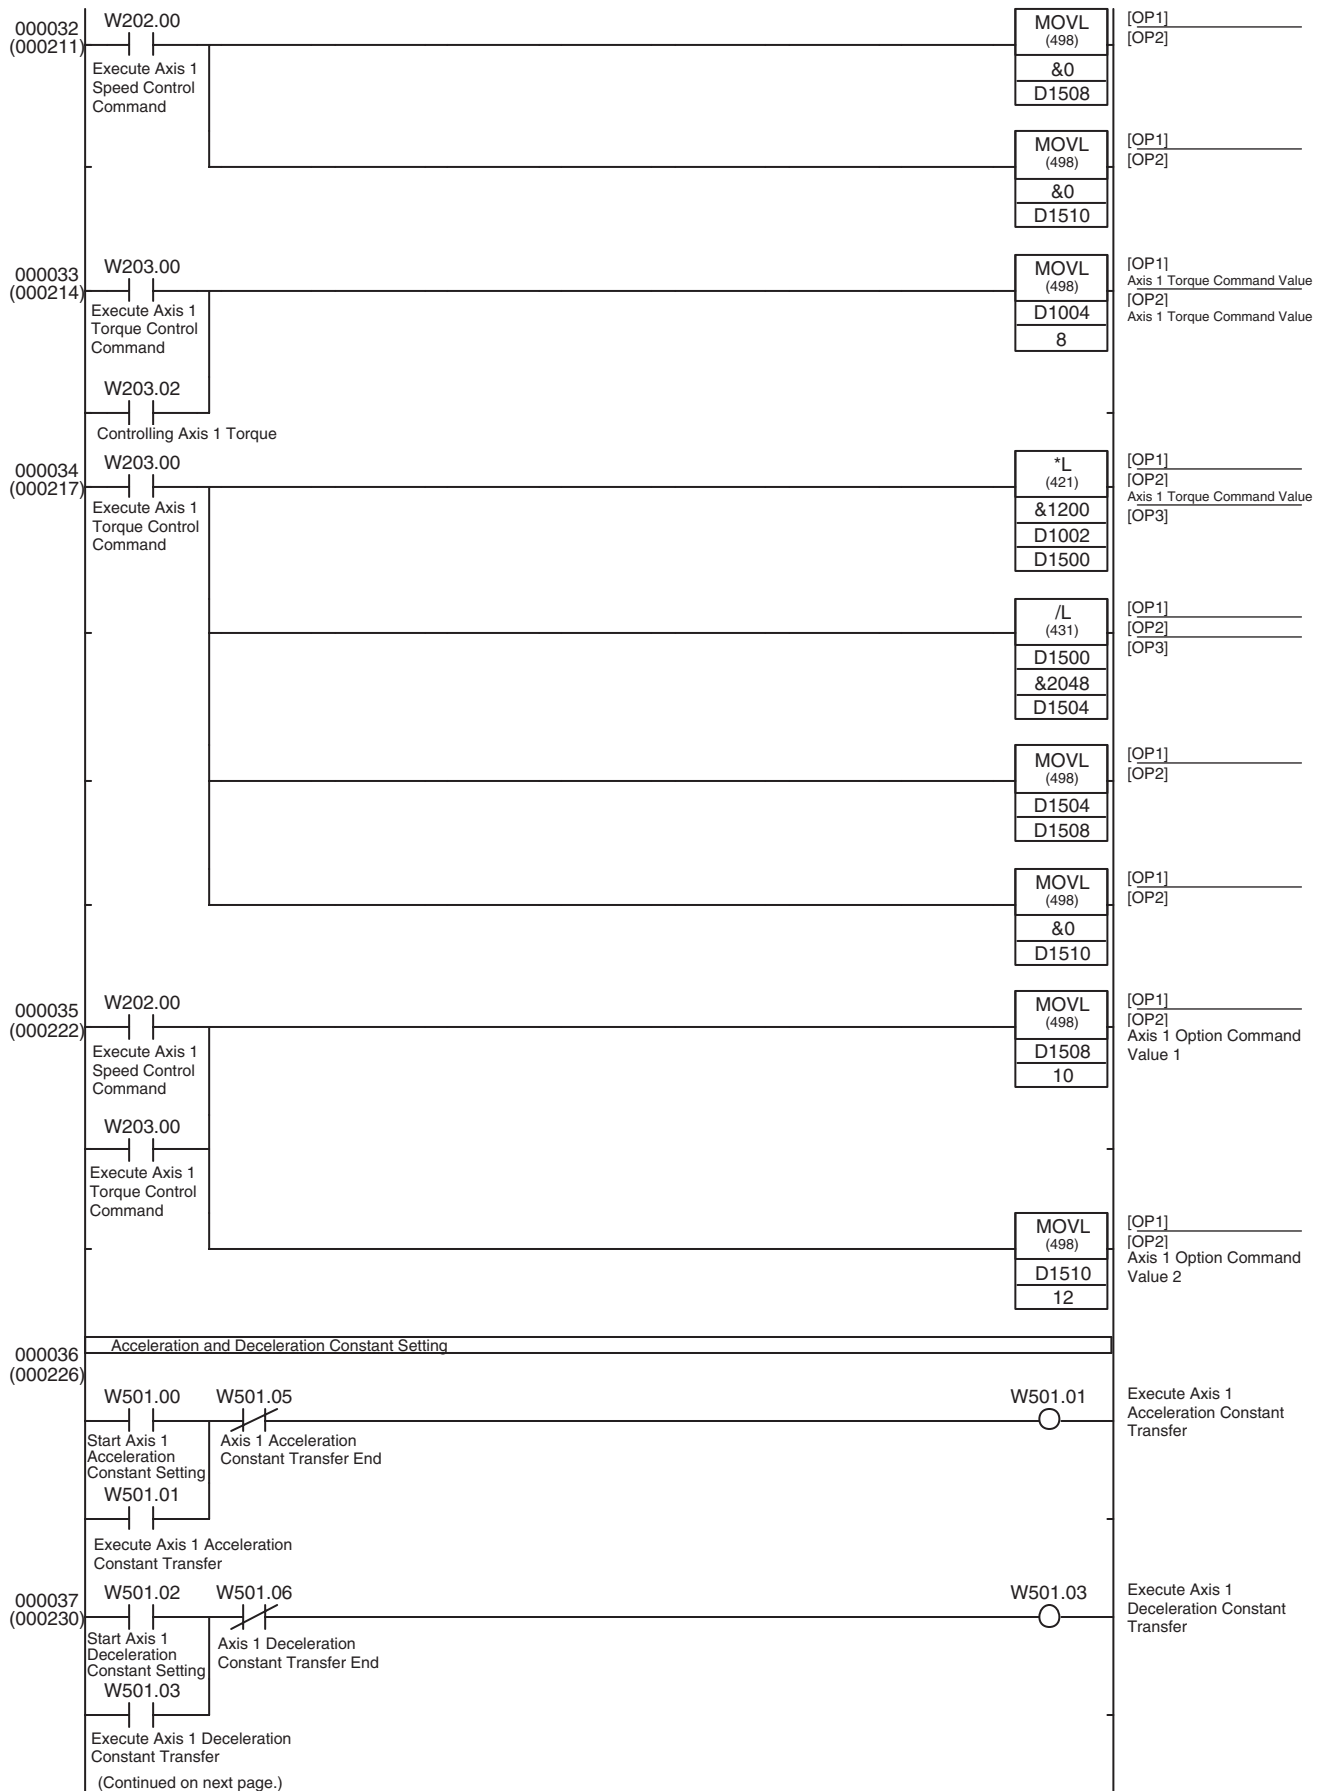 000032
(000211)
W202.00
Execute Axis 1
Speed Control
Command
MOVL
(498)
&0
D1508
[OP1]
[OP2]
MOVL
(498)
&0
D1510
[OP1]
[OP2]
000033
(000214)
W203.00
Execute Axis 1
Torque Control
Command
W203.02
Controlling Axis 1 Torque
MOVL
(498)
D1004
8
[OP1]
Axis 1 Torque Command Value
[OP2]
Axis 1 Torque Command Value
000034
(000217)
W203.00
Execute Axis 1
Torque Control
Command
*L
(421)
&1200
D1002
D1500
[OP1]
[OP2]
Axis 1 Torque Command Value
[OP3]
/L
(431)
D1500
&2048
D1504
[OP1]
[OP2]
[OP3]
MOVL
(498)
D1504
D1508
[OP1]
[OP2]
MOVL
(498)
&0
D1510
[OP1]
[OP2]
000035
(000222)
W202.00
Execute Axis 1
Speed Control
Command
W203.00
Execute Axis 1
Torque Control
Command
MOVL
(498)
D1508
10
[OP1]
[OP2]
Axis 1 Option Command
Value 1
MOVL
(498)
D1510
12
[OP1]
[OP2]
Axis 1 Option Command
Value 2
000036
(000226)
Acceleration and Deceleration Constant Setting
W501.00
Start Axis 1
Acceleration
Constant Setting
W501.05
Axis 1 Acceleration
Constant Transfer End
W501.01
Execute Axis 1
Acceleration Constant
Transfer
W501.01
Execute Axis 1 Acceleration
Constant Transfer
000037
(000230)
W501.02
Start Axis 1
Deceleration
Constant Setting
W501.06
Axis 1 Deceleration
Constant Transfer End
W501.03
Execute Axis 1
Deceleration Constant
Transfer
W501.03
Execute Axis 1 Deceleration
Constant Transfer
(Continued on next page.)